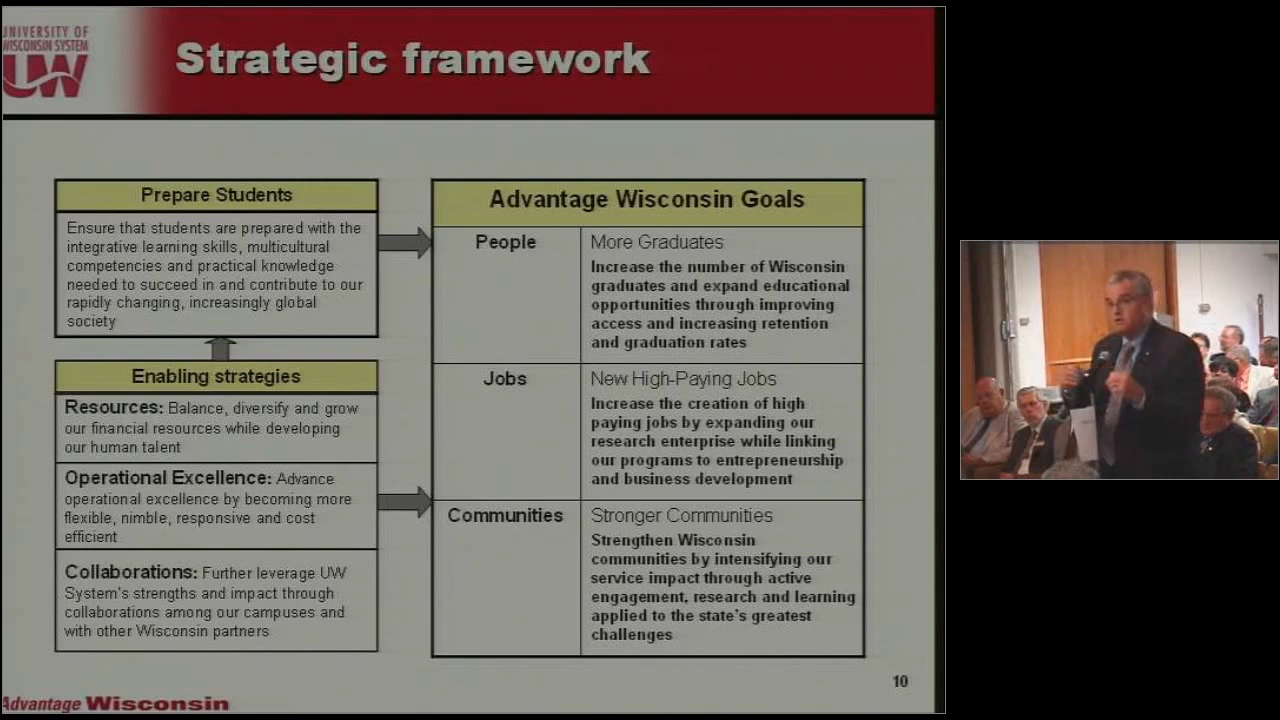 UNIVERSITY OF
WISCONSIN SYSTEM
UW
Strategic framework
Prepare Students
Ensure that students are prepared with the
integrative learning skills, multicultural
competencies and practical knowledge
needed to succeed in and contribute to our
rapidly changing, increasingly global
society
Enabling strategies
Resources: Balance, diversify and grow
our financial resources while developing
our human talent
Operational Excellence: Advance
operational excellence by becoming more
flexible, nimble, responsive and cost
efficient
Collaborations: Further leverage UW
System's strengths and impact through
collaborations among our campuses and
with other Wisconsin partners
Advantage Wisconsin Goals
People
More Graduates
Increase the number of Wisconsin
graduates and expand educational
opportunities through improving
access and increasing retention
and graduation rates
Jobs
New High-Paying Jobs
Increase the creation of high
paying jobs by expanding our
research enterprise while linking
our programs to entrepreneurship
and business development
Communities
Stronger Communities
Strengthen Wisconsin
communities by intensifying our
service impact through active
engagement, research and learning
applied to the state's greatest
challenges
10
Advantage Wisconsin